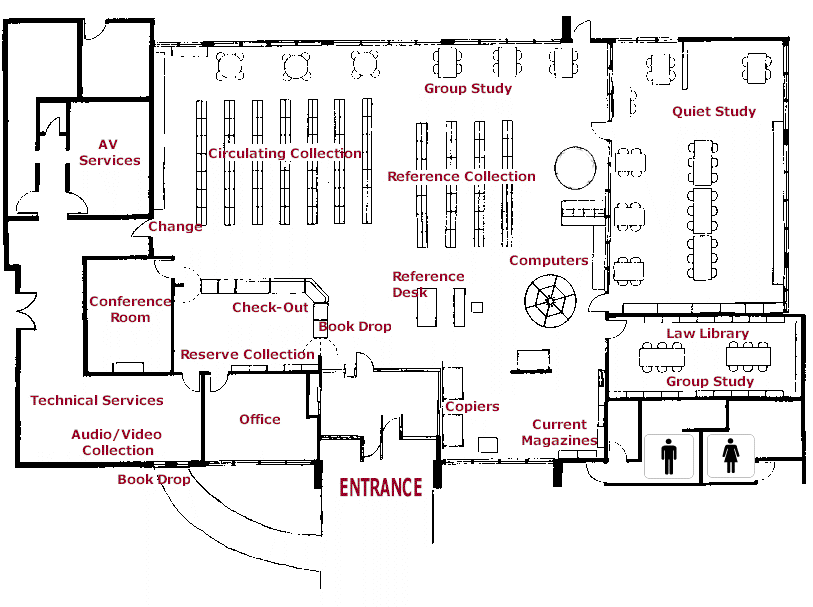 Group Study
Quiet Study
AV
Services
Circulating Collection
Reference Collection
Change
Computers
Reference
Desk
Conference
Room
Check-Out
Book Drop
Law Library
Reserve Collection
Group Study
Technical Services
Copiers
Office
Current
Magazines
Audio/Video
Collection
Book Drop
ENTRANCE